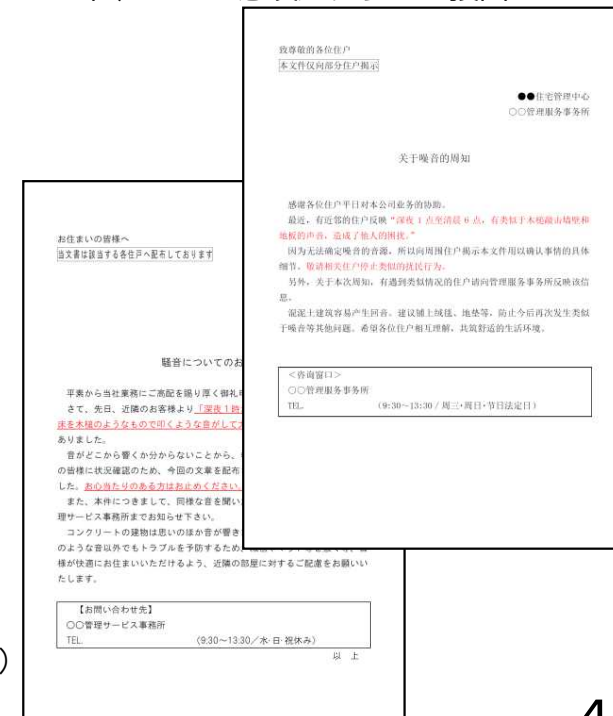 致尊敬的各位住户
本文件仅向部分住户揭示
●●住宅管理中心
〇〇管理服务事务所
关于噪音的周知
感谢各位住户平日对本公司业务的协助。
最近，有近邻的住户反映“深夜 1 点至清晨 6 点，有类似于木槌敲击墙壁和
地板的声音，造成了他人的困扰。”
因为无法确定噪音的音源，所以向周围住户揭示本文件用以确认事情的具体
细节。敬请相关住户停止类似的扰民行为。
另外，关于本次周知，有遇到类似情况的住户请向管理服务事务所反映该信
息。
混泥土建筑容易产生回音。建议铺上绒毯、地垫等，防止今后再次发生类似
于噪音等其他问题。希望各位住户相互理解，共筑舒适的生活环境。
＜咨询窗口＞
〇〇管理服务事务所
TEL. （9:30～13:30 / 周三・周日・节日法定日）
お住まいの皆様へ
当文書は該当する各住戸へ配布しております
騒音についてのお
平素から当社業務にご高配を賜り厚く御礼
さて、先日、近隣のお客様より「深夜１時
床を木槌のようなもので叩くような音がして
ありました。
音がどこから響くか分からないことから、
の皆様に状況確認のため、今回の文章を配布
した。お心当たりのある方はお止めください。
また、本件につきまして、同様な音を聞い
理サービス事務所までお知らせ下さい。
コンクリートの建物は思いのほか音が響き
のような音以外でもトラブルを予防するため、
様が快適にお住まいいただけるよう、近隣の部屋に対するご配慮をお願いい
たします。
【お問い合わせ先】
〇〇管理サービス事務所
TEL. （9:30～13:30／水・日・祝休み）
以 上
4